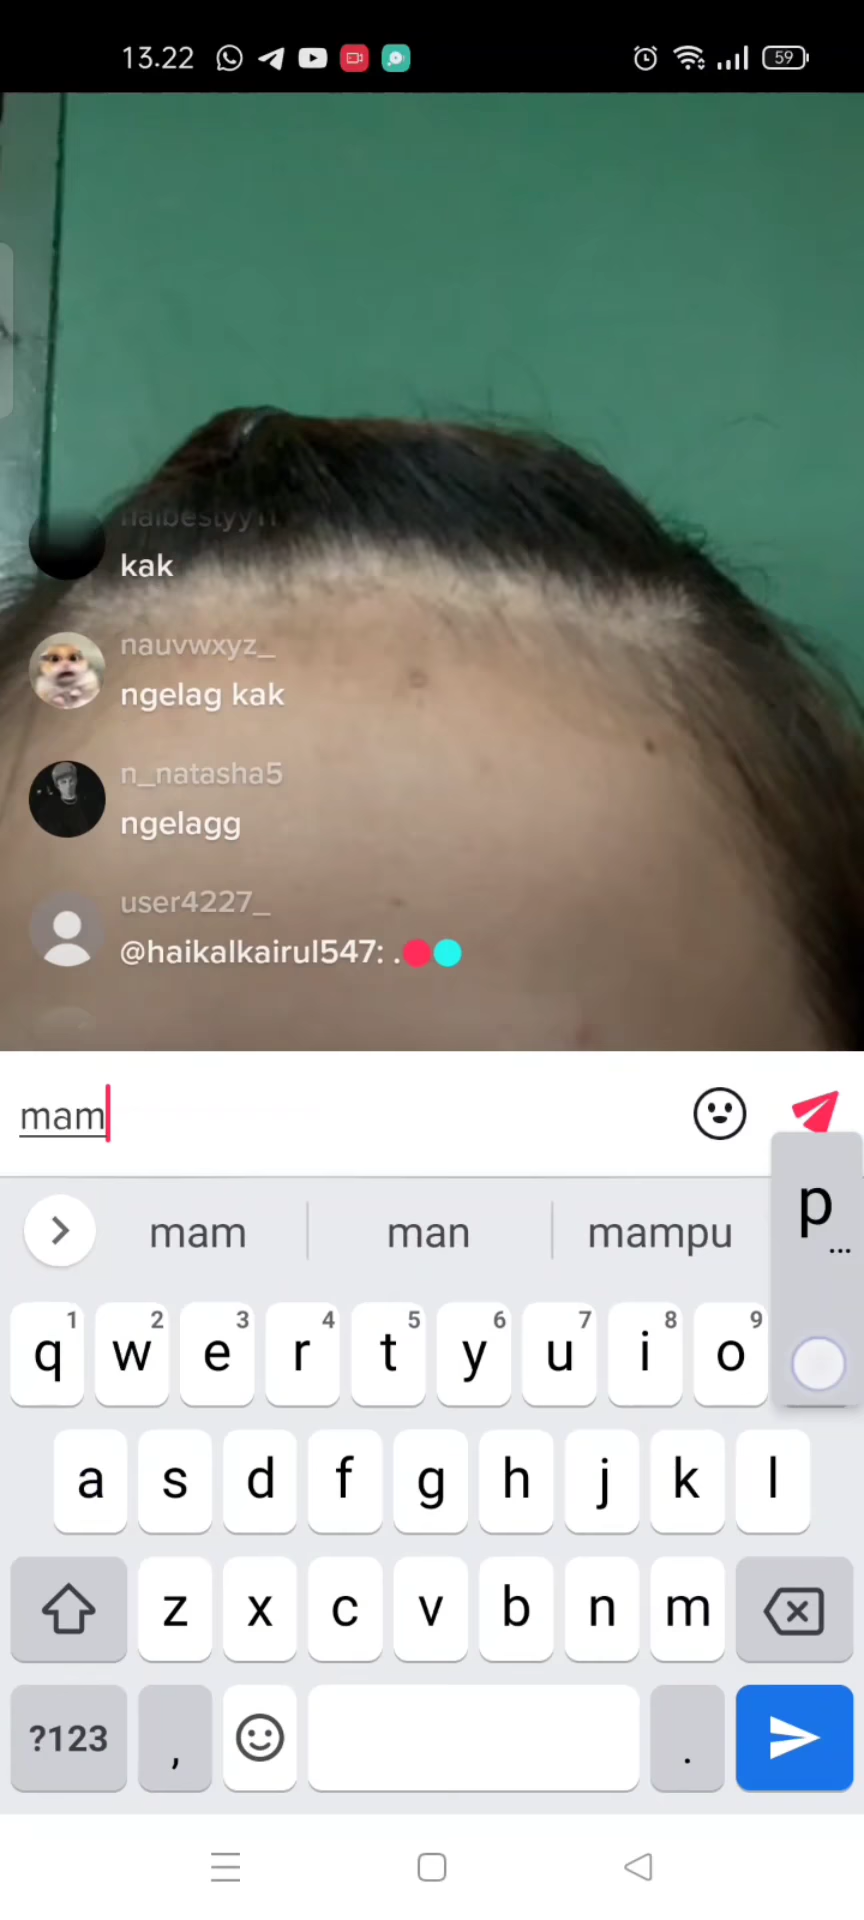 13.22
59
kak
nauvwxyz_
ngelag kak
n_natasha5
ngelagg
user4227_
@haikalkairul547: .
mam
mam man mampu
p
...
1 2 3 4 5 6 7 8 9
q w e r t y u i o
a s d f g h j k l
z x c v b n m
?123 , .